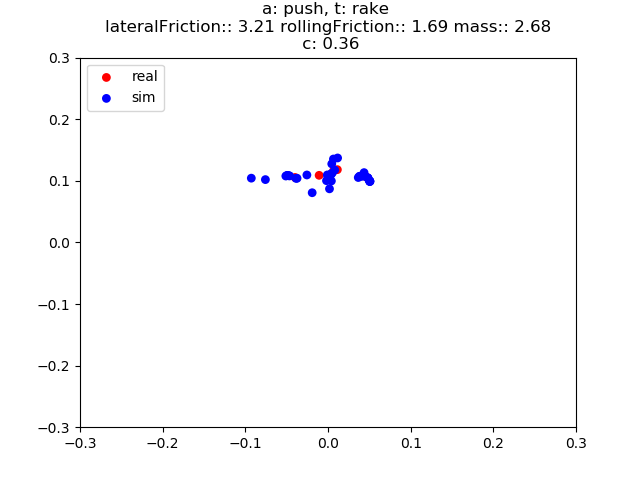 a: push, t: rake
lateralFriction:: 3.21 rollingFriction:: 1.69 mass:: 2.68
c: 0.36
real
sim
0.3
0.2
0.1
0.0
−0.1
−0.2
−0.3
−0.3
−0.2
−0.1
0.0
0.1
0.2
0.3